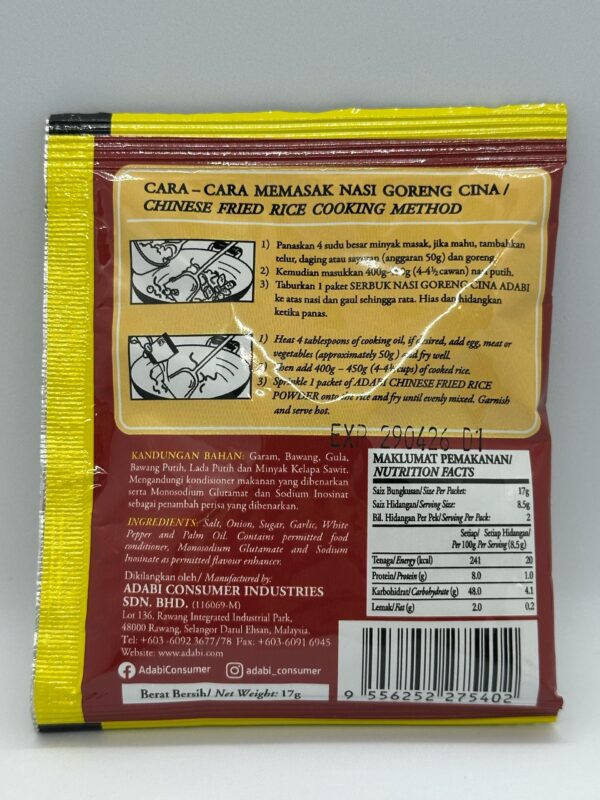 CARA – CARA MEMASAK NASI GORENG CINA /
CHINESE FRIED RICE COOKING METHOD
1) Panaskan 4 sudu besar minyak masak, jika mahu, tambahkan
telur, daging atau sayuran (anggaran 50g) dan goreng.
2) Kemudian masukkan 400g- (4-4½ cawan) nasi putih.
3) Taburkan 1 paket SERBUK NASI GORENG CINA ADABI
ke atas nasi dan gaul sehingga rata. Hias dan hidangkan
ketika panas.
1) Heat 4 tablespoons of cooking oil, if desired, add egg, meat or
vegetables (approximately 50g) and fry well.
2) Then add 400g – 450g (4-4½ cups) of cooked rice.
3) Sprinkle 1 packet of ADABI CHINESE FRIED RICE
POWDER onto the rice and fry until evenly mixed. Garnish
and serve hot.
EXP 290426 01
KANDUNGAN BAHAN: Garam, Bawang, Gula,
Bawang Putih, Lada Putih dan Minyak Kelapa Sawit.
Mengandungi kondisioner makanan yang dibenarkan
serta Monosodium Glutamat dan Sodium Inosinat
sebagai penambah perisa yang dibenarkan.
INGREDIENTS: Salt, Onion, Sugar, Garlic, White
Pepper and Palm Oil. Contains permitted food
conditioner, Monosodium Glutamate and Sodium
Inosinate as permitted flavour enhancer.
Dikilangkan oleh/ Manufactured by:
ADABI CONSUMER INDUSTRIES
SDN. BHD. (116069-M)
Lot 136, Rawang Integrated Industrial Park,
48000 Rawang, Selangor Darul Ehsan, Malaysia.
Tel: +603-6092 3677/78 Fax: +603-6091 6945
Website: www.adabi.com
AdabiConsumer adabi_consumer
Berat Bersih/ Net Weight: 17g
MAKLUMAT PEMAKANAN/
NUTRITION FACTS
Saiz Bungkusan/ Size Per Packet: 17g
Saiz Hidangan/ Serving Size: 8.5g
Bil. Hidangan Per Pek/ Serving Per Pack: 2
Setiap/ Setiap Hidangan/
Per 100g Per Serving (8.5g)
Tenaga/ Energy (kcal) 241 20
Protein/ Protein (g) 8.0 1.0
Karbohidrat/ Carbohydrate (g) 48.0 4.1
Lemak/ Fat (g) 2.0 0.2
9 556252 275402